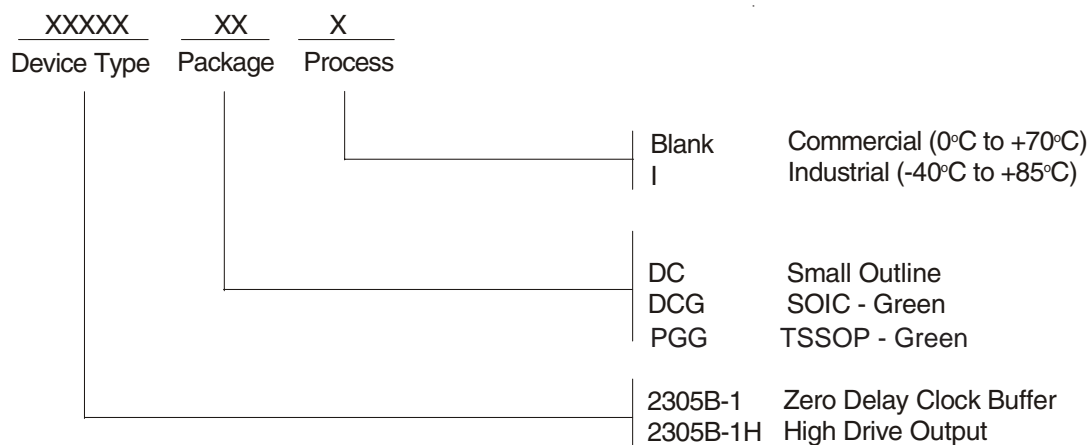 XXXXX XX X
Device Type Package Process
Blank Commercial (0°C to +70°C)
I Industrial (-40°C to +85°C)
DC Small Outline
DCG SOIC - Green
PGG TSSOP - Green
2305B-1 Zero Delay Clock Buffer
2305B-1H High Drive Output